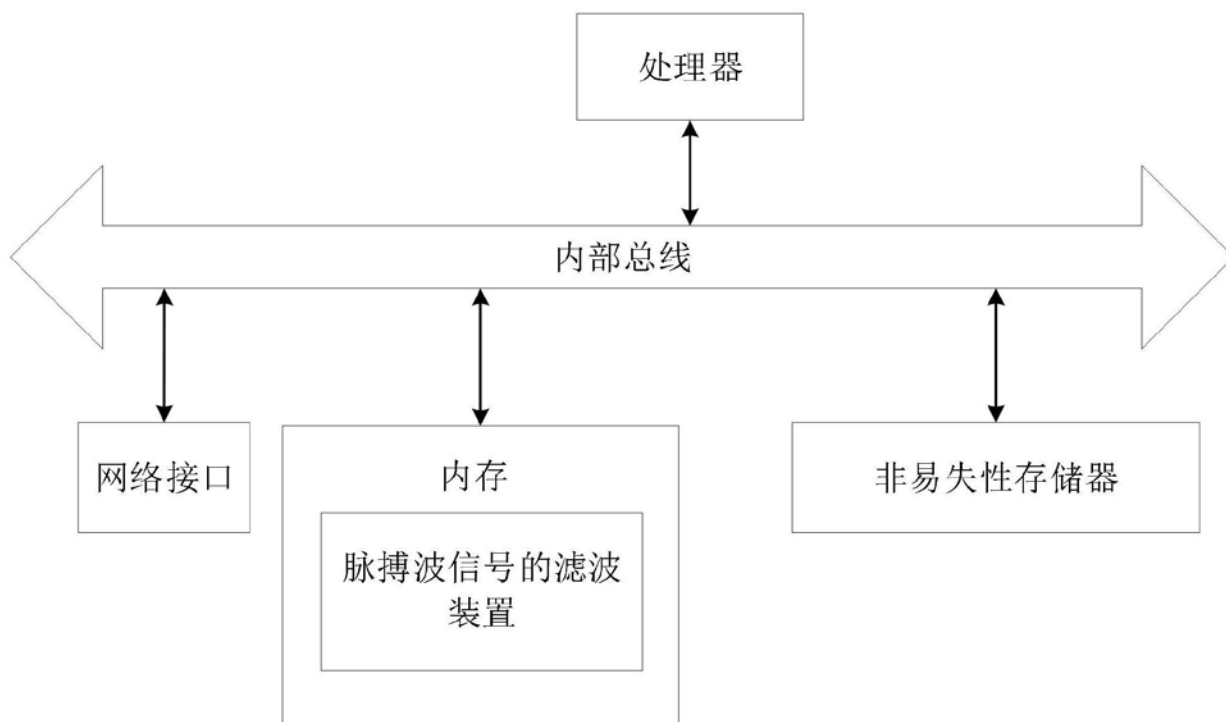 处理器
内部总线
网络接口
内存
非易失性存储器
脉搏波信号的滤波
装置